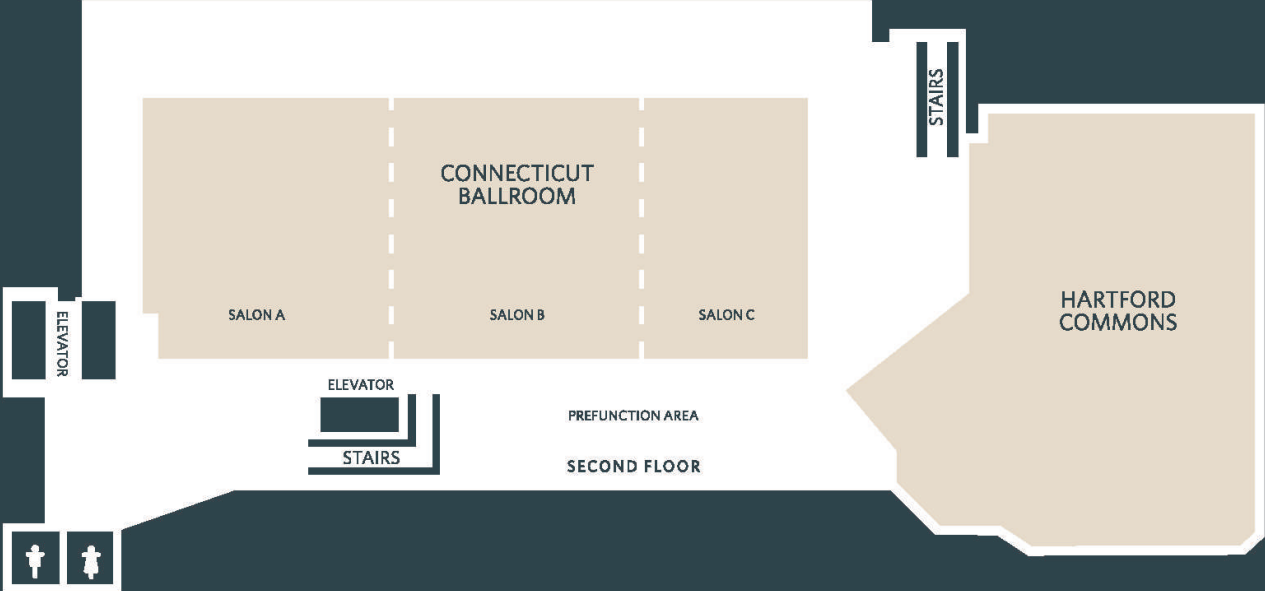 STAIRS
CONNECTICUT
BALLROOM
HARTFORD
COMMONS
ELEVATOR
SALON A
SALON B
SALON C
ELEVATOR
PREFUNCTION AREA
STAIRS
SECOND FLOOR